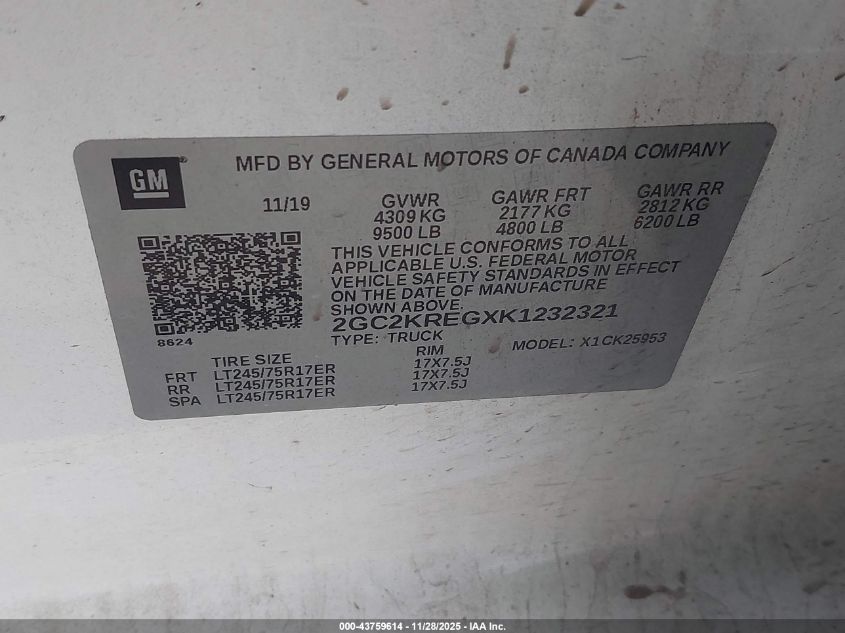 GM
MFD BY GENERAL MOTORS OF CANADA COMPANY
11/19
GVWR
4309 KG
9500 LB
GAWR FRT
2177 KG
4800 LB
GAWR RR
2812 KG
6200 LB
THIS VEHICLE CONFORMS TO ALL
APPLICABLE U.S. FEDERAL MOTOR
VEHICLE SAFETY STANDARDS IN EFFECT
ON THE DATE OF MANUFACTURE
SHOWN ABOVE.
2GC2KREGXK1232321
TYPE: TRUCK
MODEL: X1CK25953
8624
TIRE SIZE RIM
FRT LT245/75R17ER 17X7.5J
RR LT245/75R17ER 17X7.5J
SPA LT245/75R17ER 17X7.5J
000-43759614 - 11/28/2025 - IAA Inc.